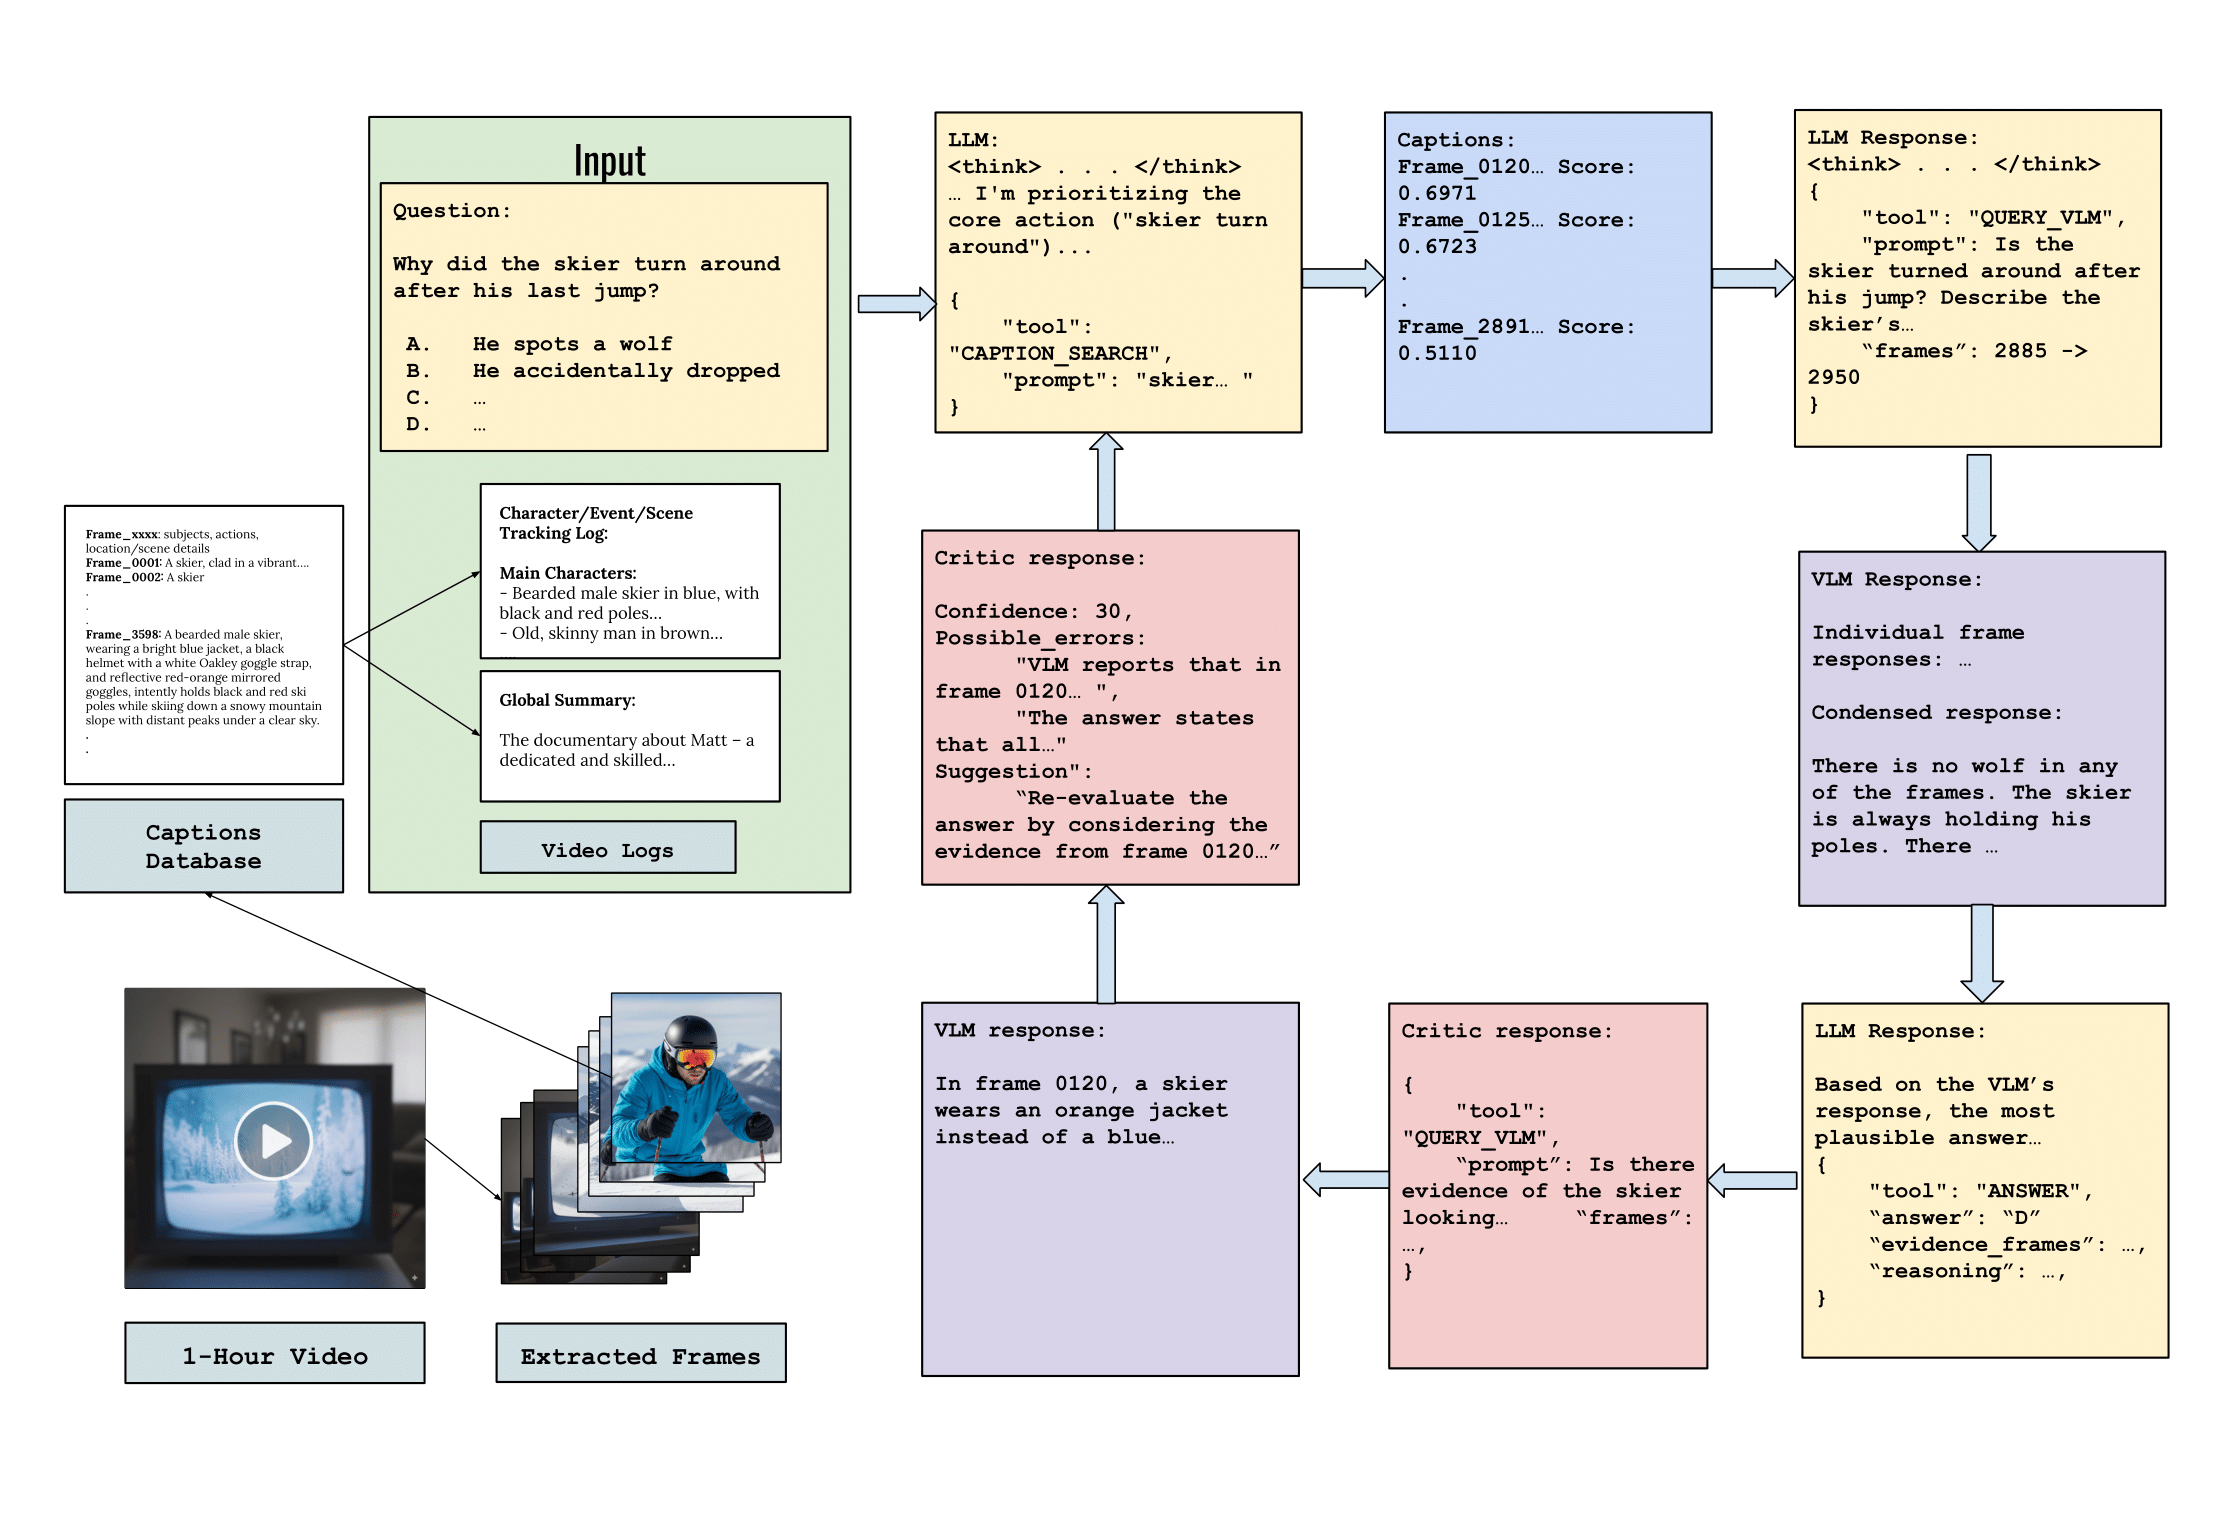 Input
Question:
Why did the skier turn around
after his last jump?
A. He spots a wolf
B. He accidentally dropped
C. …
D. …
Frame_xxxx: subjects, actions,
location/scene details
Frame_0001: A skier, clad in a vibrant….
Frame_0002: A skier
.
.
.
Frame_3598: A bearded male skier,
wearing a bright blue jacket, a black
helmet with a white Oakley goggle strap,
and reflective red-orange mirrored
goggles, intently holds black and red ski
poles while skiing down a snowy mountain
slope with distant peaks under a clear sky.
.
.
Captions
Database
Character/Event/Scene
Tracking Log:
Main Characters:
- Bearded male skier in blue, with
black and red poles…
- Old, skinny man in brown…
Global Summary:
The documentary about Matt – a
dedicated and skilled…
Video Logs
1-Hour Video
Extracted Frames
LLM:
<think> . . . </think>
… I'm prioritizing the
core action ("skier turn
around")...
{
"tool":
"CAPTION_SEARCH",
"prompt": "skier… "
}
Captions:
Frame_0120… Score:
0.6971
Frame_0125… Score:
0.6723
.
.
Frame_2891… Score:
0.5110
LLM Response:
<think> . . . </think>
{
"tool": "QUERY_VLM",
"prompt": Is the
skier turned around after
his jump? Describe the
skier’s…
“frames”: 2885 ->
2950
}
VLM Response:
Individual frame
responses: …
Condensed response:
There is no wolf in any
of the frames. The skier
is always holding his
poles. There …
LLM Response:
Based on the VLM’s
response, the most
plausible answer…
{
"tool": "ANSWER",
“answer”: “D”
“evidence_frames”: …,
“reasoning”: …,
}
Critic response:
{
"tool":
"QUERY_VLM",
“prompt”: Is there
evidence of the skier
looking… “frames”:
…,
}
VLM response:
In frame 0120, a skier
wears an orange jacket
instead of a blue…
Critic response:
Confidence: 30,
Possible_errors:
"VLM reports that in
frame 0120… ",
"The answer states
that all…"
Suggestion":
“Re-evaluate the
answer by considering the
evidence from frame 0120…”